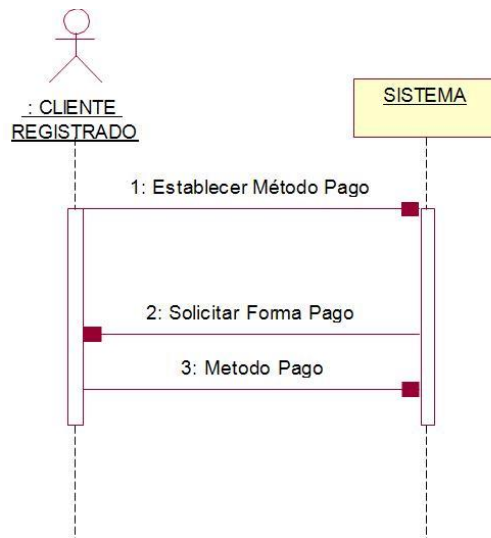 : CLIENTE
REGISTRADO
SISTEMA
1: Establecer Método Pago
2: Solicitar Forma Pago
3: Metodo Pago